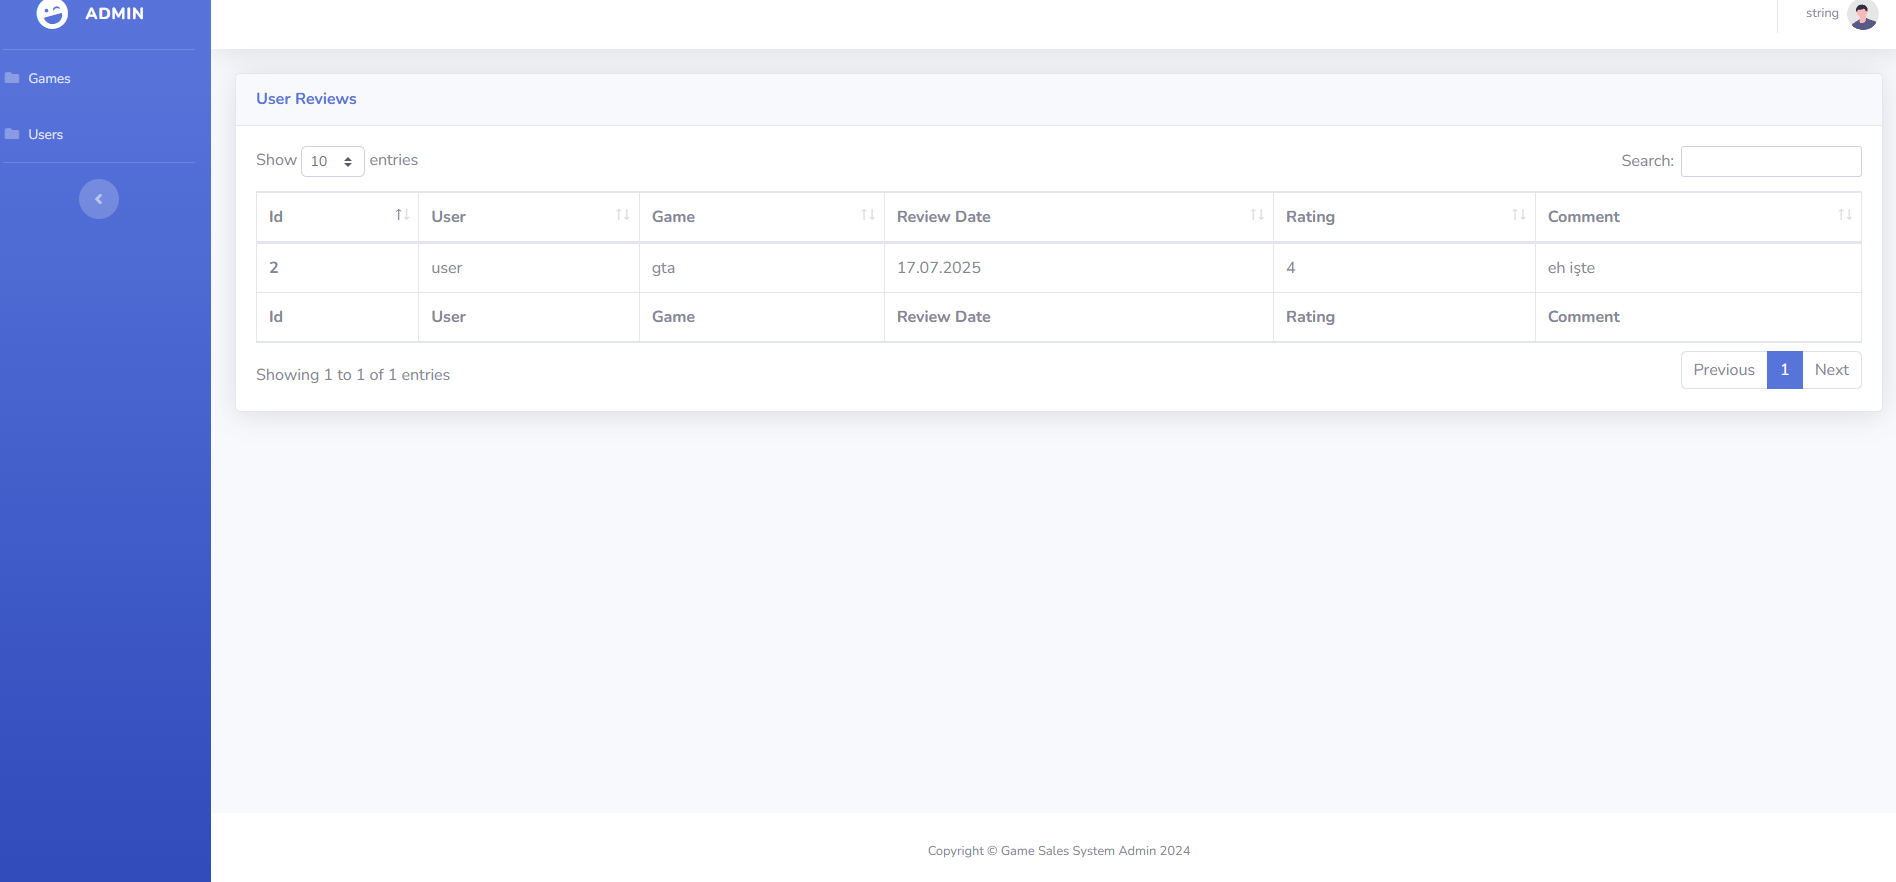 ADMIN
string
Games
Users
User Reviews
Show 10 entries
Search:
Id User Game Review Date Rating Comment
2 user gta 17.07.2025 4 eh işte
Id User Game Review Date Rating Comment
Showing 1 to 1 of 1 entries
Previous 1 Next
Copyright © Game Sales System Admin 2024